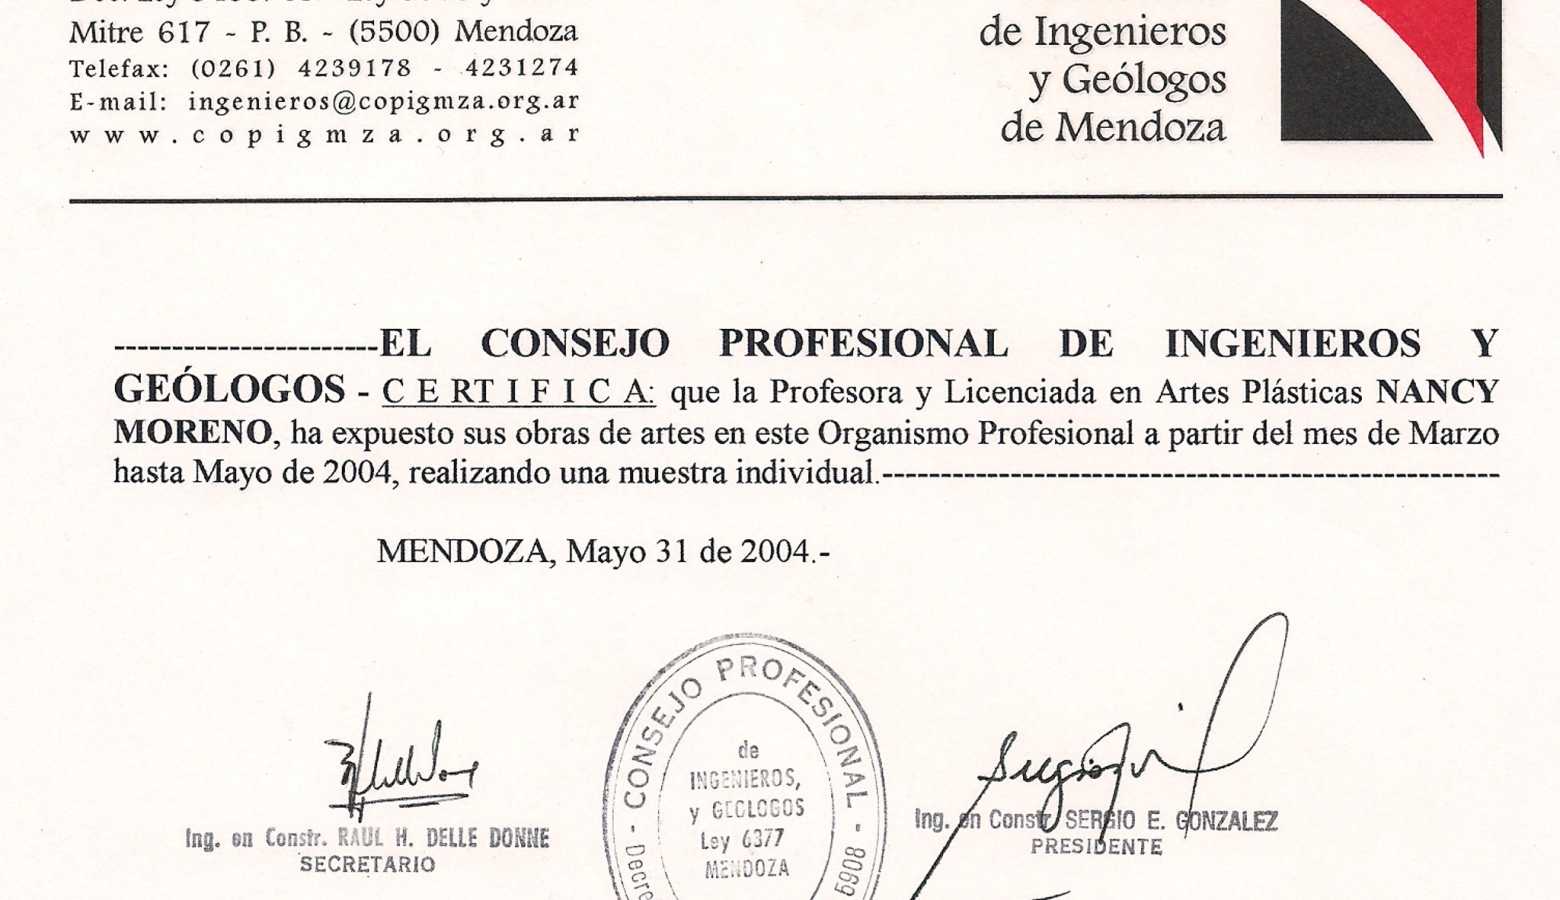 Mitre 617 - P. B. - (5500) Mendoza
Telefax: (0261) 4239178 - 4231274
E-mail: ingenieros@copigmza.org.ar
www.copigmza.org.ar
de Ingenieros
y Geólogos
de Mendoza
----------------------EL CONSEJO PROFESIONAL DE INGENIEROS Y
GEÓLOGOS - C E RT I F I C A: que la Profesora y Licenciada en Artes Plásticas NANCY
MORENO, ha expuesto sus obras de artes en este Organismo Profesional a partir del mes de Marzo
hasta Mayo de 2004, realizando una muestra individual.-----------------------------------------------------
MENDOZA, Mayo 31 de 2004.-
CONSEJO PROFESIONAL
de
INGENIEROS,
y GEOLOGOS
Ley 6377
MENDOZA
5908
Ing. en Constr. RAUL H. DELLE DONNE
SECRETARIO
Ing. en Constr. SERGIO E. GONZALEZ
PRESIDENTE